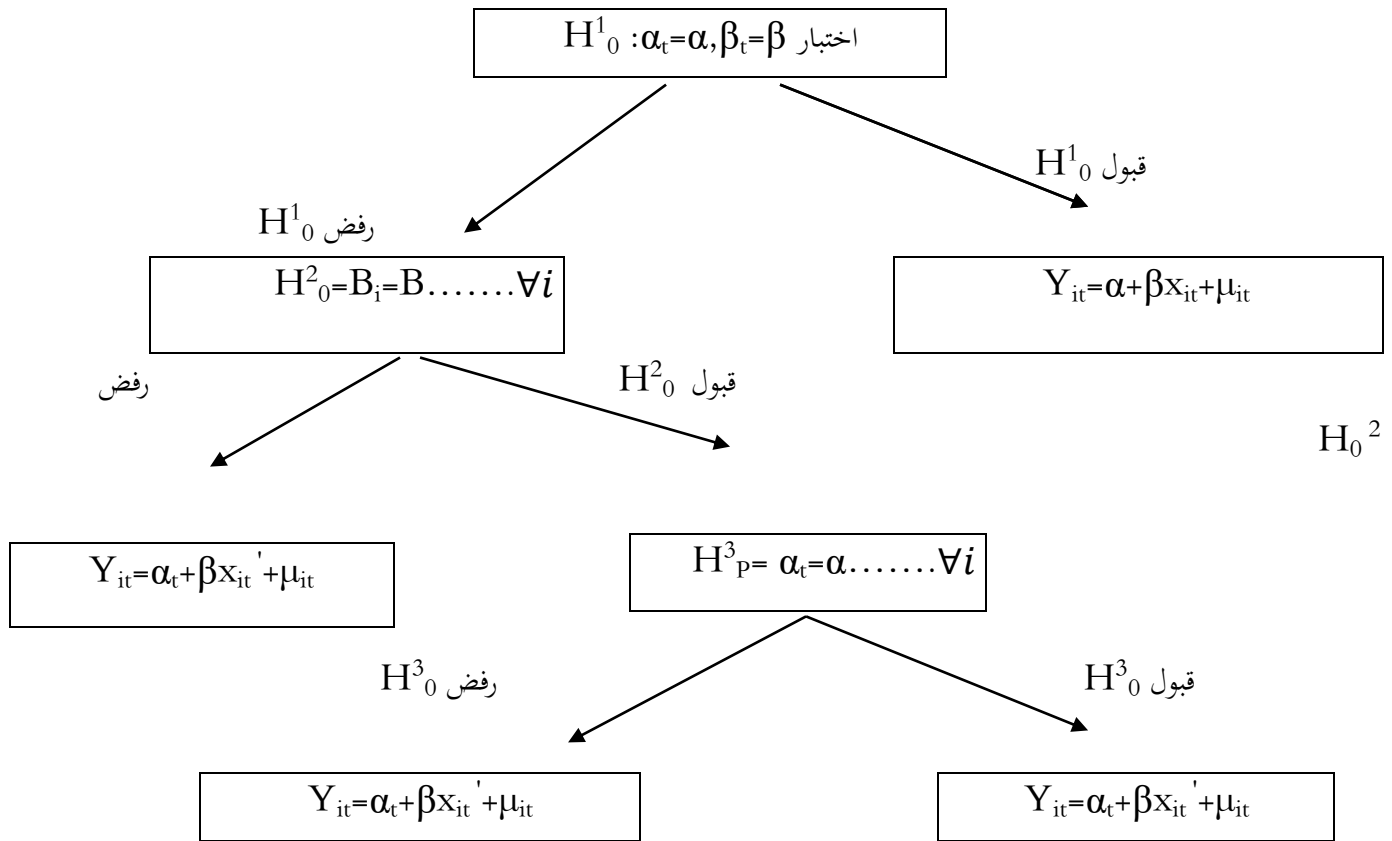 اختبار H¹₀ :αₜ=α,βₜ=β
قبول H¹₀
رفض H¹₀
H²₀=Bᵢ=B.......∀i
Yᵢₜ=α+βxᵢₜ+μᵢₜ
رفض
قبول H²₀
H₀²
Yᵢₜ=αₜ+βxᵢₜ'+μᵢₜ
H³ₚ= αₜ=α.......∀i
رفض H³₀
قبول H³₀
Yᵢₜ=αₜ+βxᵢₜ'+μᵢₜ
Yᵢₜ=αₜ+βxᵢₜ'+μᵢₜ